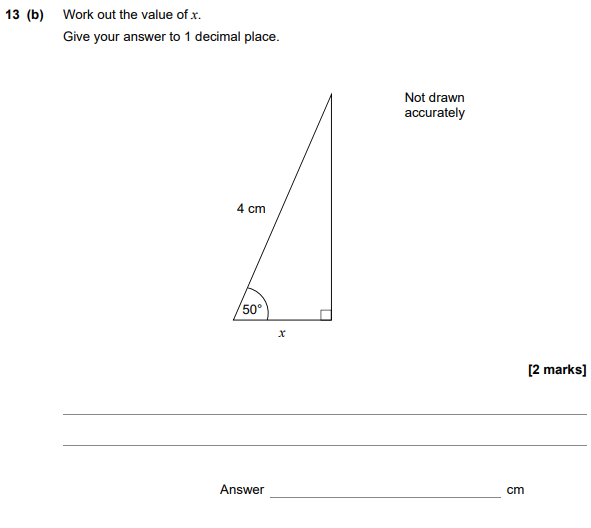 13 (b) Work out the value of x.
Give your answer to 1 decimal place.
Not drawn
accurately
4 cm
50°
x
[2 marks]
Answer cm